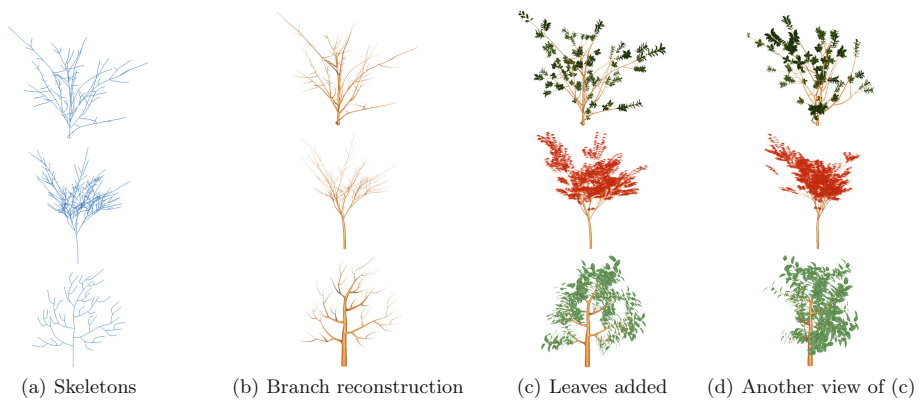 (a) Skeletons (b) Branch reconstruction (c) Leaves added (d) Another view of (c)